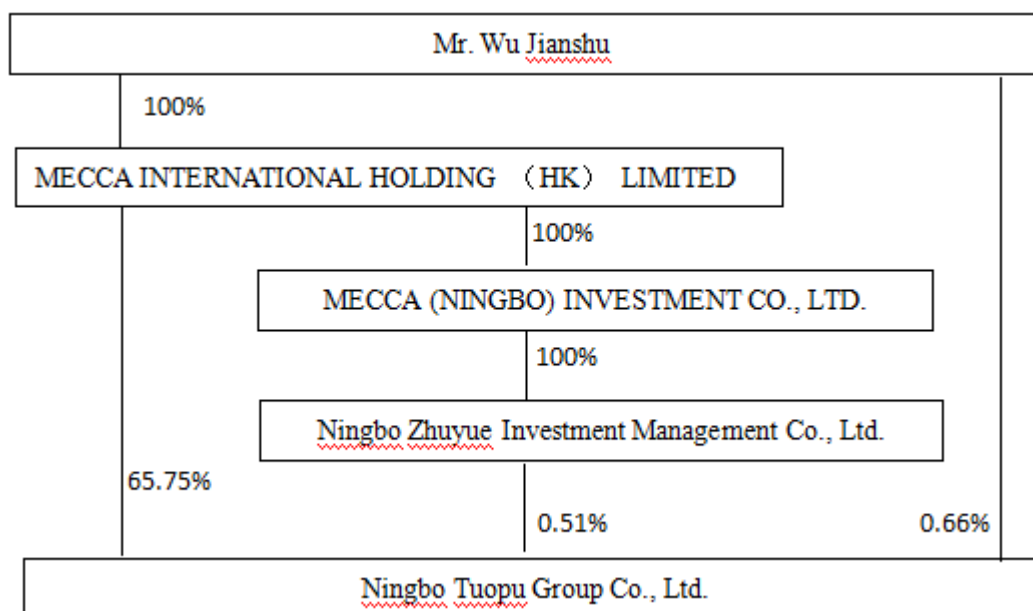 Mr. Wu Jianshu
100%
MECCA INTERNATIONAL HOLDING （HK） LIMITED
100%
MECCA (NINGBO) INVESTMENT CO., LTD.
100%
Ningbo Zhuyue Investment Management Co., Ltd.
65.75%
0.51%
0.66%
Ningbo Tuopu Group Co., Ltd.